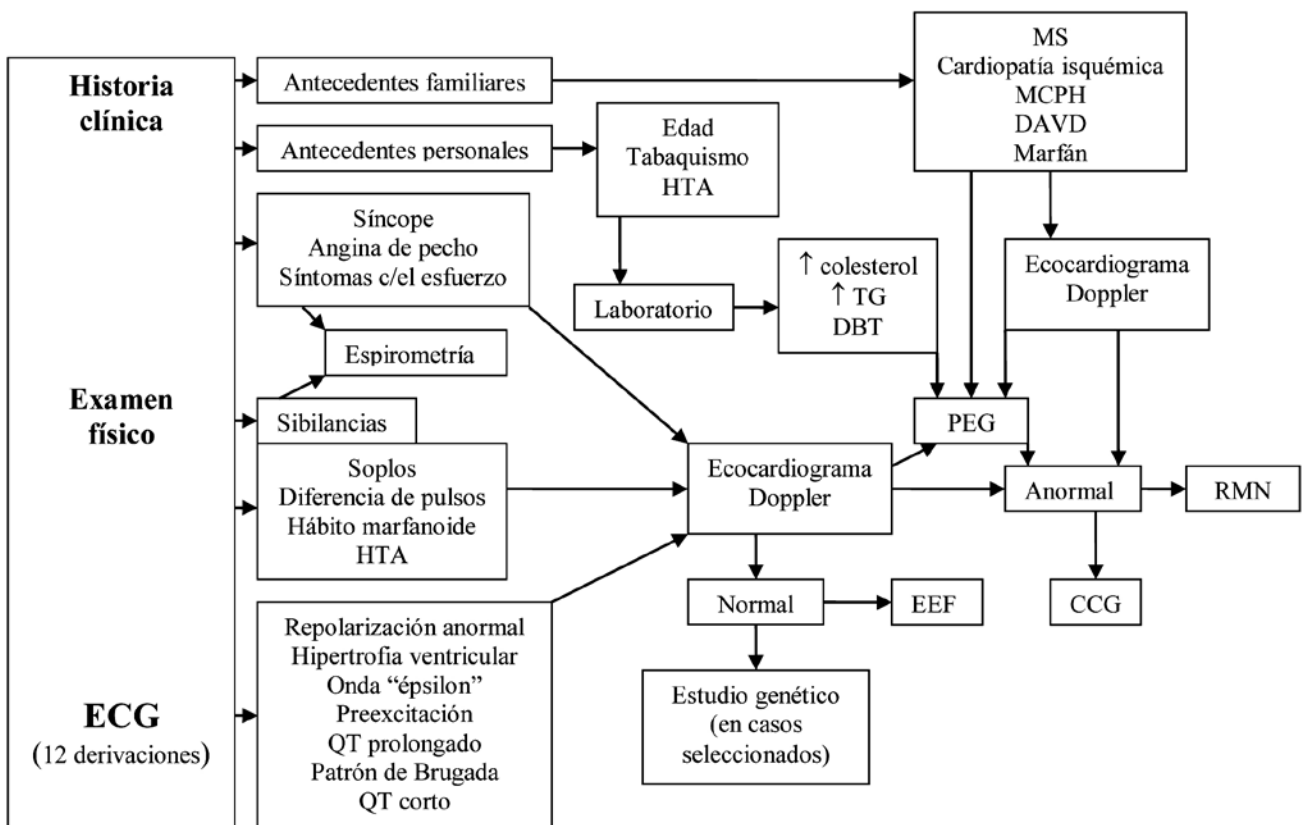 Historia
clínica
Antecedentes familiares
MS
Cardiopatía isquémica
MCPH
DAVD
Marfán
Antecedentes personales
Edad
Tabaquismo
HTA
Síncope
Angina de pecho
Síntomas c/el esfuerzo
Laboratorio
↑ colesterol
↑ TG
DBT
Ecocardiograma
Doppler
Espirometría
Examen
físico
Sibilancias
PEG
Soplos
Diferencia de pulsos
Hábito marfanoide
HTA
Ecocardiograma
Doppler
Anormal
RMN
Normal
EEF
CCG
ECG
(12 derivaciones)
Repolarización anormal
Hipertrofia ventricular
Onda “épsilon”
Preexcitación
QT prolongado
Patrón de Brugada
QT corto
Estudio genético
(en casos
seleccionados)